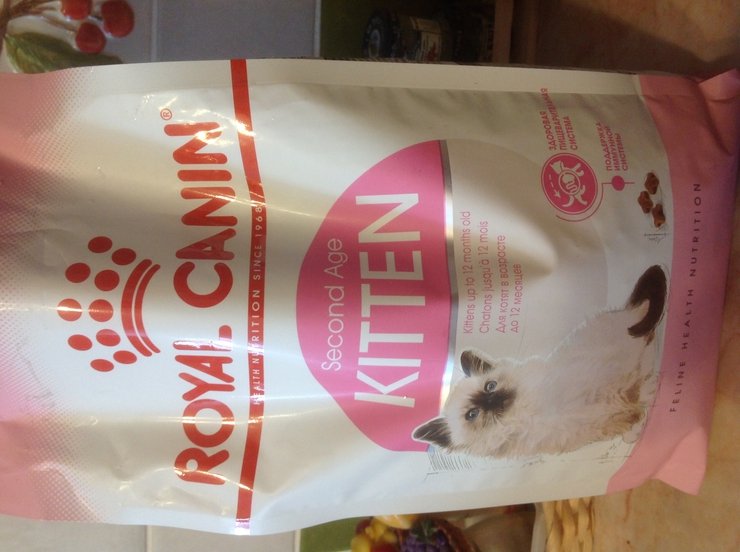 ROYAL CANIN®
HEALTH NUTRITION SINCE 1968
Second Age
KITTEN
Kittens up to 12 months old
Chatons jusqu'à 12 mois
Для котят в возрасте
до 12 месяцев
ЗДОРОВАЯ
ПИЩЕВАРИТЕЛЬНАЯ
СИСТЕМА
ПОДДЕРЖКА
ИММУННОЙ
СИСТЕМЫ
FELINE HEALTH NUTRITION